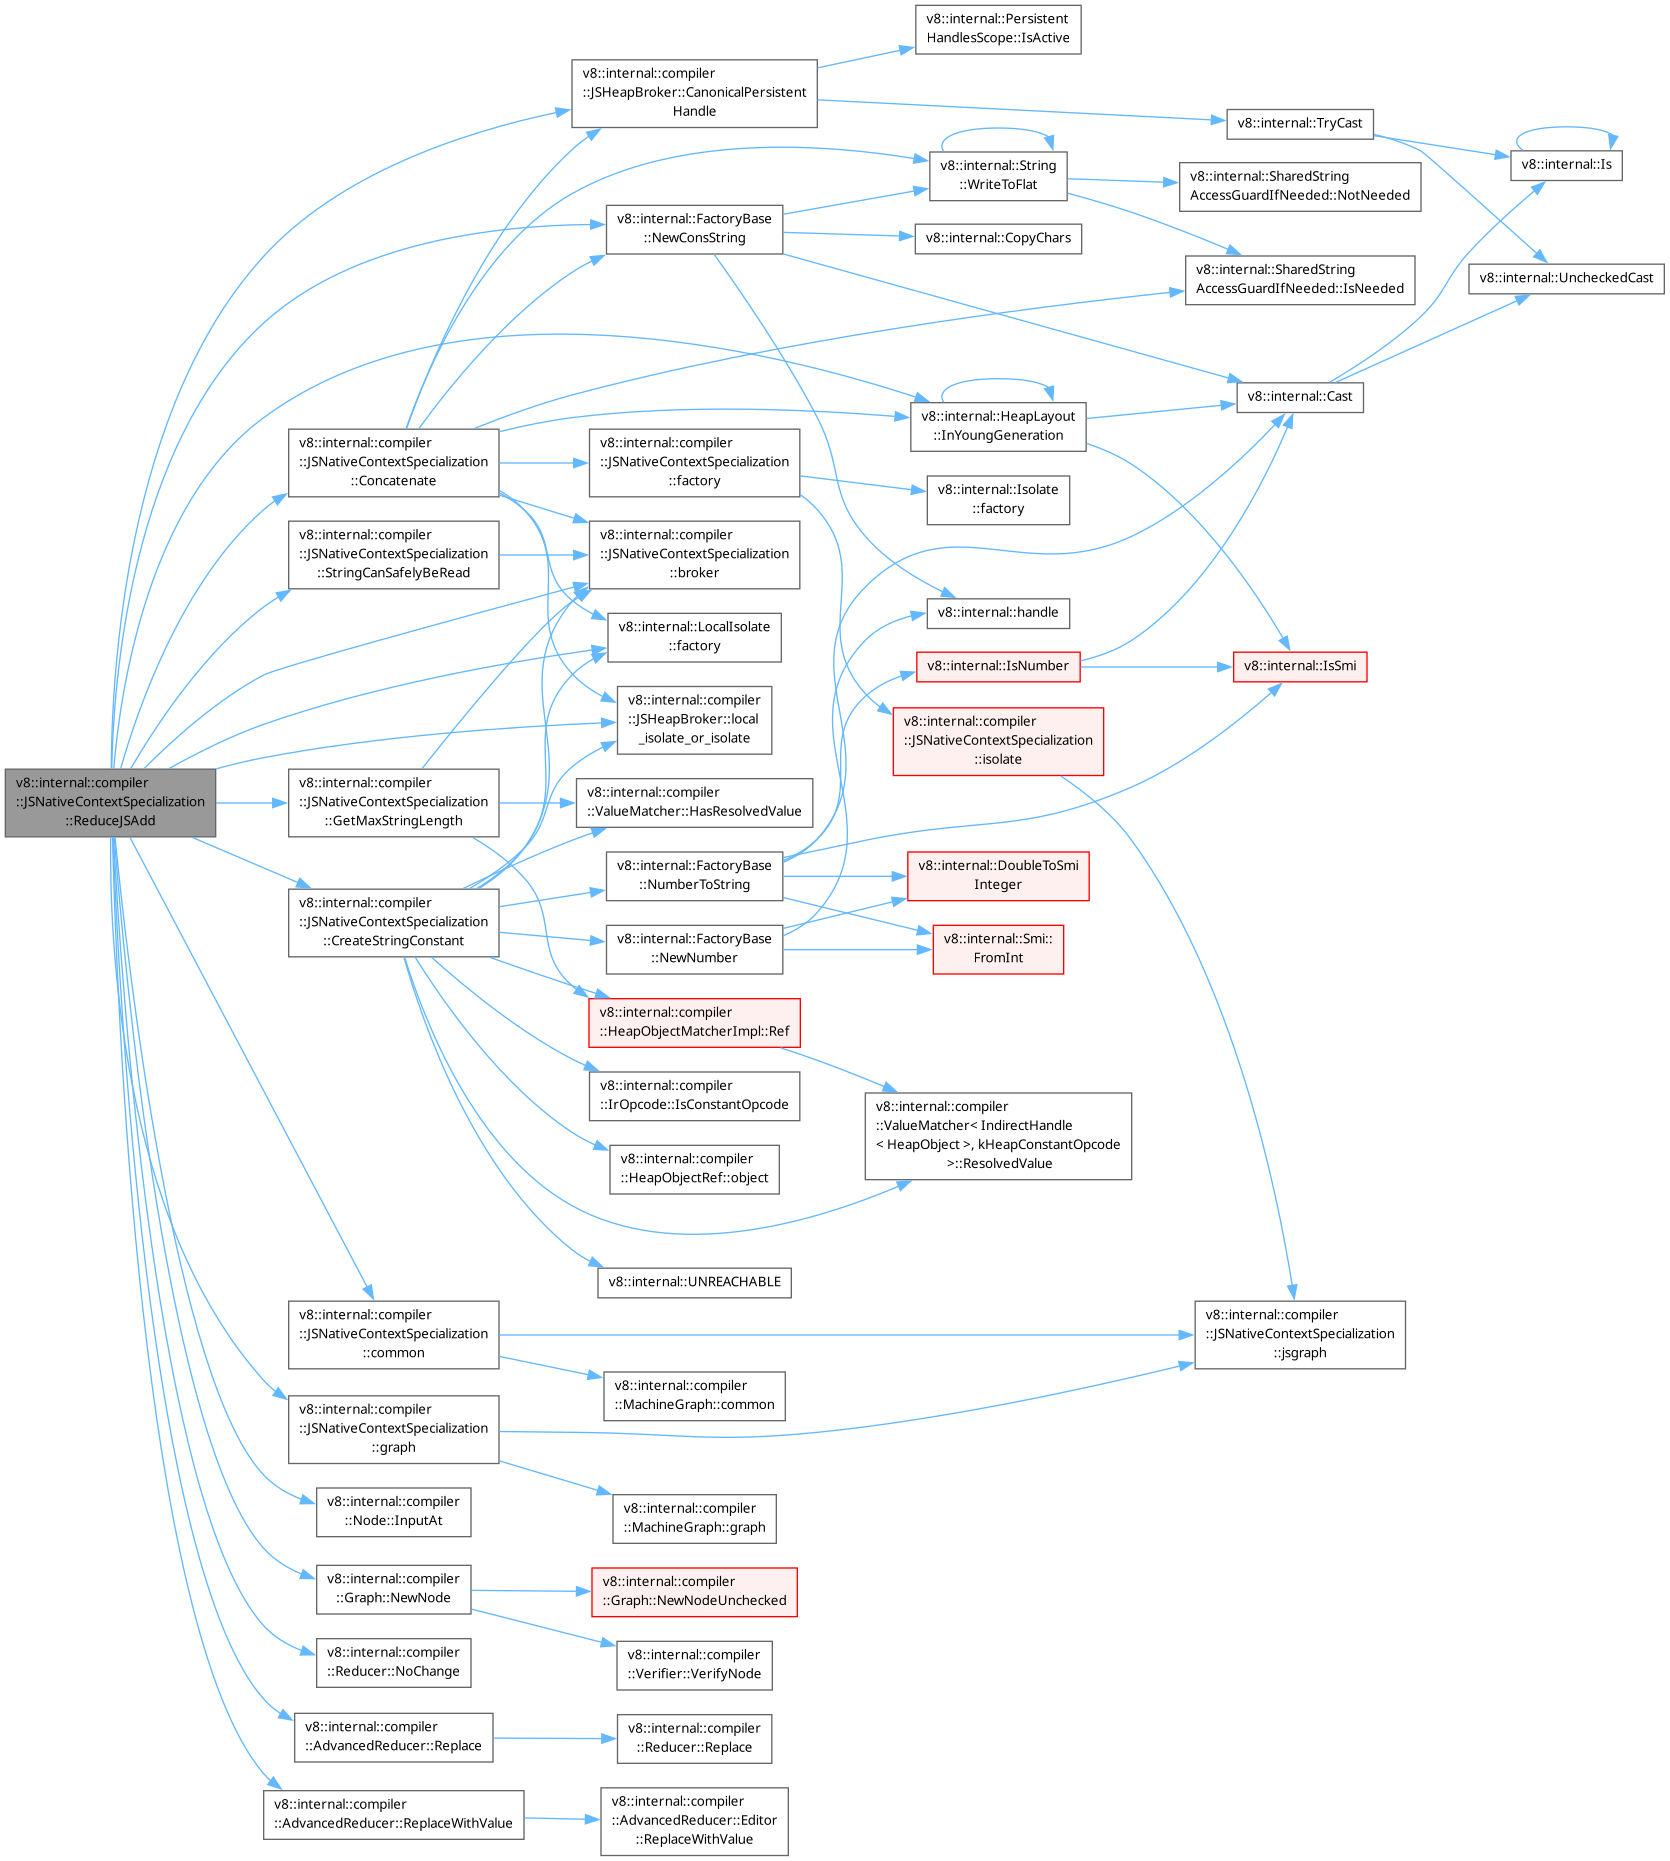 v8::internal::Persistent
HandlesScope::IsActive
v8::internal::compiler
::JSHeapBroker::CanonicalPersistent
Handle
v8::internal::TryCast
v8::internal::Is
v8::internal::String
::WriteToFlat
v8::internal::SharedString
AccessGuardIfNeeded::NotNeeded
v8::internal::FactoryBase
::NewConsString
v8::internal::CopyChars
v8::internal::SharedString
AccessGuardIfNeeded::IsNeeded
v8::internal::UncheckedCast
v8::internal::Cast
v8::internal::HeapLayout
::InYoungGeneration
v8::internal::compiler
::JSNativeContextSpecialization
::Concatenate
v8::internal::compiler
::JSNativeContextSpecialization
::factory
v8::internal::Isolate
::factory
v8::internal::compiler
::JSNativeContextSpecialization
::StringCanSafelyBeRead
v8::internal::compiler
::JSNativeContextSpecialization
::broker
v8::internal::handle
v8::internal::LocalIsolate
::factory
v8::internal::IsNumber
v8::internal::IsSmi
v8::internal::compiler
::JSHeapBroker::local
_isolate_or_isolate
v8::internal::compiler
::JSNativeContextSpecialization
::isolate
v8::internal::compiler
::JSNativeContextSpecialization
::ReduceJSAdd
v8::internal::compiler
::JSNativeContextSpecialization
::GetMaxStringLength
v8::internal::compiler
::ValueMatcher::HasResolvedValue
v8::internal::FactoryBase
::NumberToString
v8::internal::DoubleToSmi
Integer
v8::internal::compiler
::JSNativeContextSpecialization
::CreateStringConstant
v8::internal::FactoryBase
::NewNumber
v8::internal::Smi::
FromInt
v8::internal::compiler
::HeapObjectMatcherImpl::Ref
v8::internal::compiler
::IrOpcode::IsConstantOpcode
v8::internal::compiler
::ValueMatcher< IndirectHandle
< HeapObject >, kHeapConstantOpcode
>::ResolvedValue
v8::internal::compiler
::HeapObjectRef::object
v8::internal::UNREACHABLE
v8::internal::compiler
::JSNativeContextSpecialization
::common
v8::internal::compiler
::JSNativeContextSpecialization
::jsgraph
v8::internal::compiler
::MachineGraph::common
v8::internal::compiler
::JSNativeContextSpecialization
::graph
v8::internal::compiler
::Node::InputAt
v8::internal::compiler
::MachineGraph::graph
v8::internal::compiler
::Graph::NewNode
v8::internal::compiler
::Graph::NewNodeUnchecked
v8::internal::compiler
::Reducer::NoChange
v8::internal::compiler
::Verifier::VerifyNode
v8::internal::compiler
::AdvancedReducer::Replace
v8::internal::compiler
::Reducer::Replace
v8::internal::compiler
::AdvancedReducer::ReplaceWithValue
v8::internal::compiler
::AdvancedReducer::Editor
::ReplaceWithValue